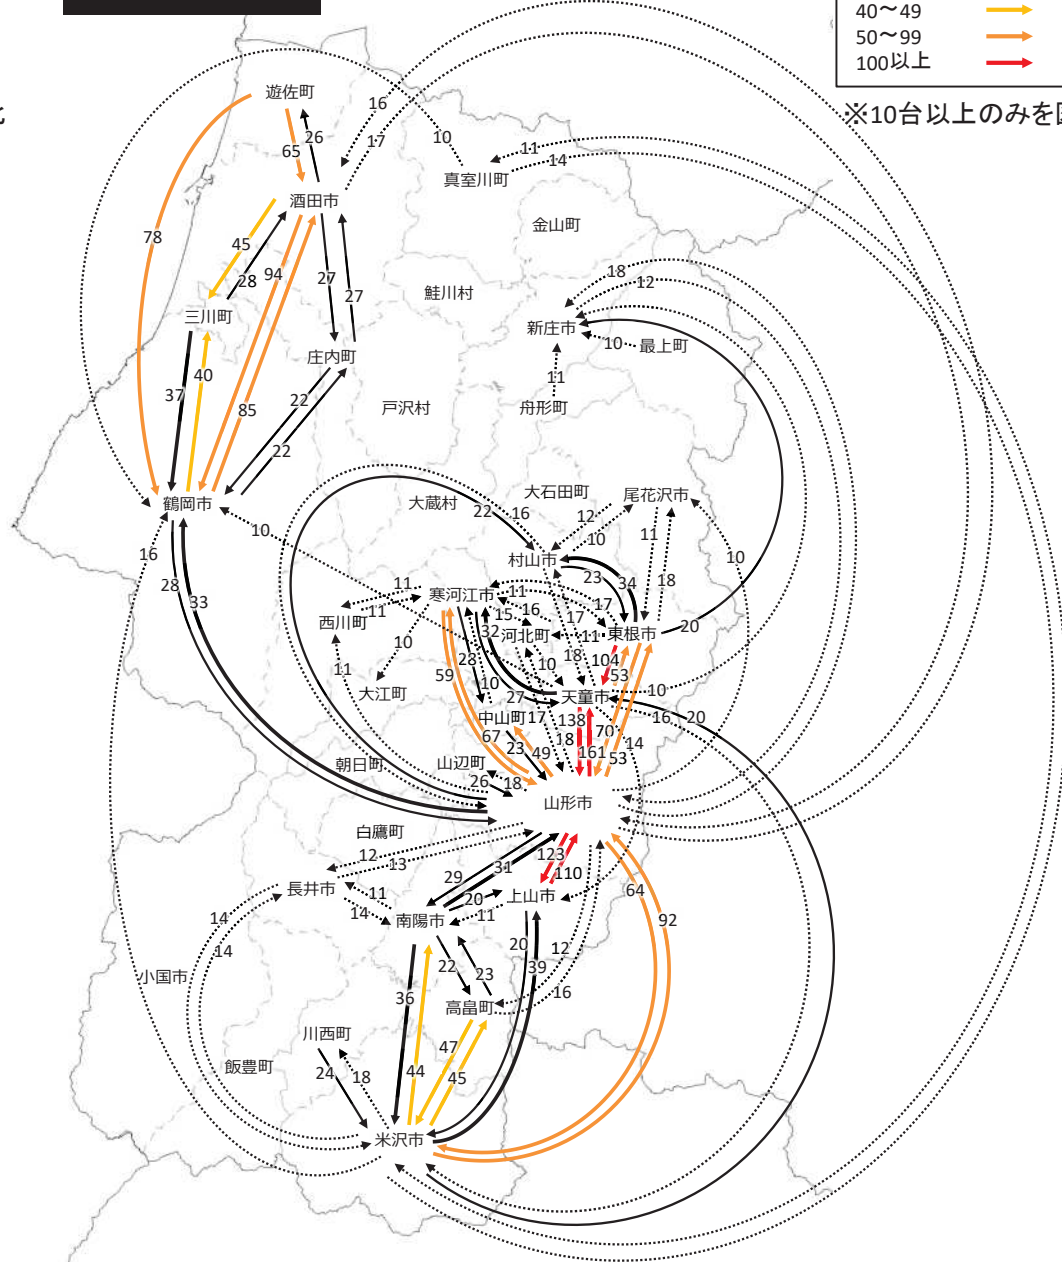 40～49
50～99
100以上
※10台以上のみを図
比
遊佐町
26
65
16
17
10
11
14
真室川町
酒田市
金山町
78
45
28
94
27
27
18
12
鮭川村
三川町
新庄市
10
最上町
庄内町
40
37
85
22
22
11
戸沢村
舟形町
大石田町
尾花沢市
大蔵村
鶴岡市
22
16
12
10
10
11
16
28
33
村山市
10
23
34
18
11
11
寒河江市
11
17
西川町
15
16
17
32
河北町
11
東根市
20
10
11
59
28
10
18
104
53
大江町
10
27
天王市
10
中山町
17
138
70
16
20
67
23
49
18
161
53
14
朝日町
山辺町
26
18
山形市
白鷹町
12
13
29
31
123
110
64
長井市
11
14
南陽市
20
11
上山市
92
14
14
小国市
22
23
20
39
12
16
36
高畠町
川西町
47
飯豊町
24
18
44
45
米沢市